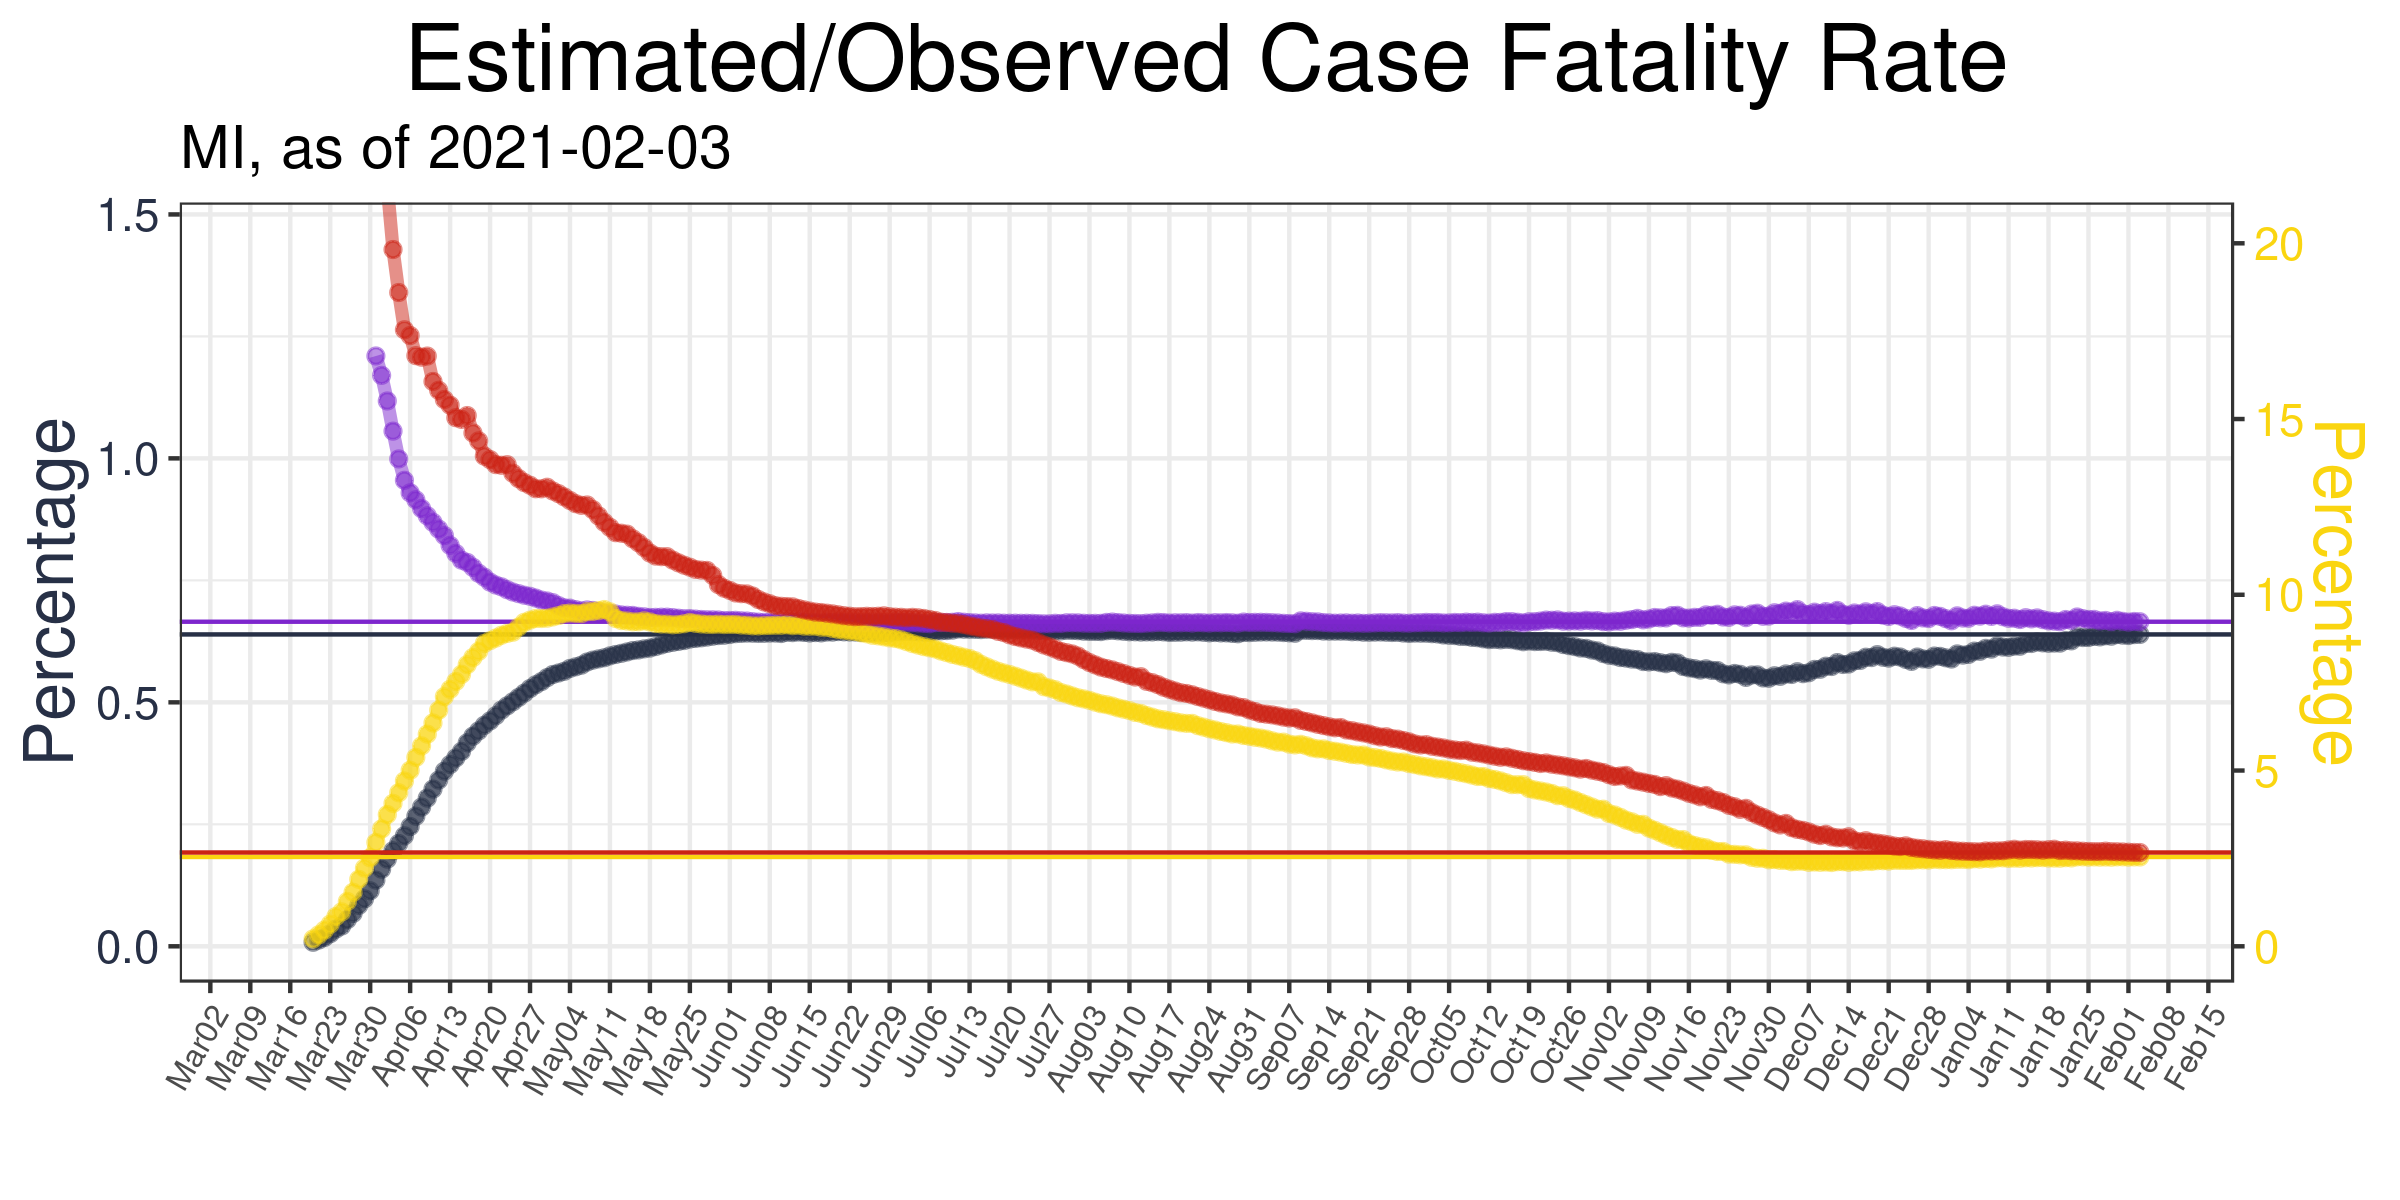 Estimated/Observed Case Fatality Rate
MI, as of 2021-02-03
Percentage
1.5
1.0
0.5
0.0
20
15
10
5
0
Percentage
Mar02 Mar09 Mar16 Mar23 Mar30 Apr06 Apr13 Apr20 Apr27 May04 May11 May18 May25 Jun01 Jun08 Jun15 Jun22 Jun29 Jul06 Jul13 Jul20 Jul27 Aug03 Aug10 Aug17 Aug24 Aug31 Sep07 Sep14 Sep21 Sep28 Oct05 Oct12 Oct19 Oct26 Nov02 Nov09 Nov16 Nov23 Nov30 Dec07 Dec14 Dec21 Dec28 Jan04 Jan11 Jan18 Jan25 Feb01 Feb08 Feb15